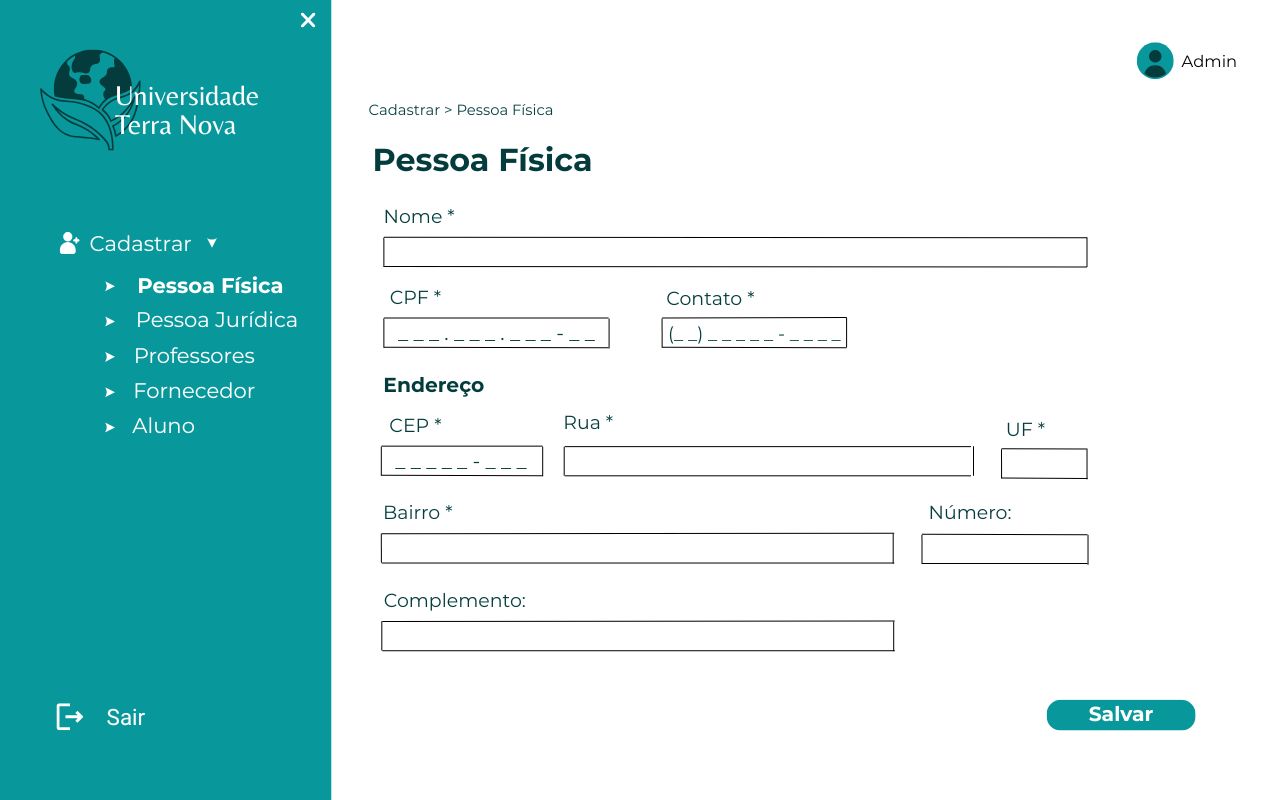 Universidade
Terra Nova
Cadastrar
Pessoa Física
Pessoa Jurídica
Professores
Fornecedor
Aluno
Sair
Admin
Cadastrar > Pessoa Física
Pessoa Física
Nome *
CPF * Contato *
_ _ _ . _ _ _ . _ _ _ - _ _ (_ _) _ _ _ _ _ - _ _ _ _
Endereço
CEP * Rua * UF *
_ _ _ _ _ - _ _ _
Bairro * Número:
Complemento:
Salvar